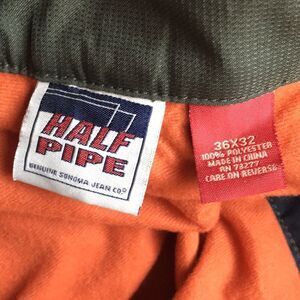 HALF
PIPE
GENUINE SONOMA JEAN CO.®
36X32
100% POLYESTER
MADE IN CHINA
RN 73277
CARE ON REVERSE